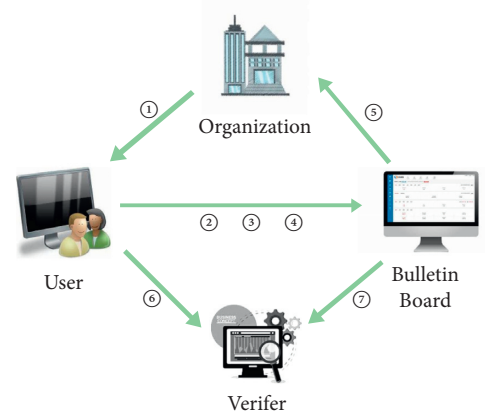 ①
⑤
Organization
② ③ ④
User
Bulletin
Board
⑥
⑦
Verifer